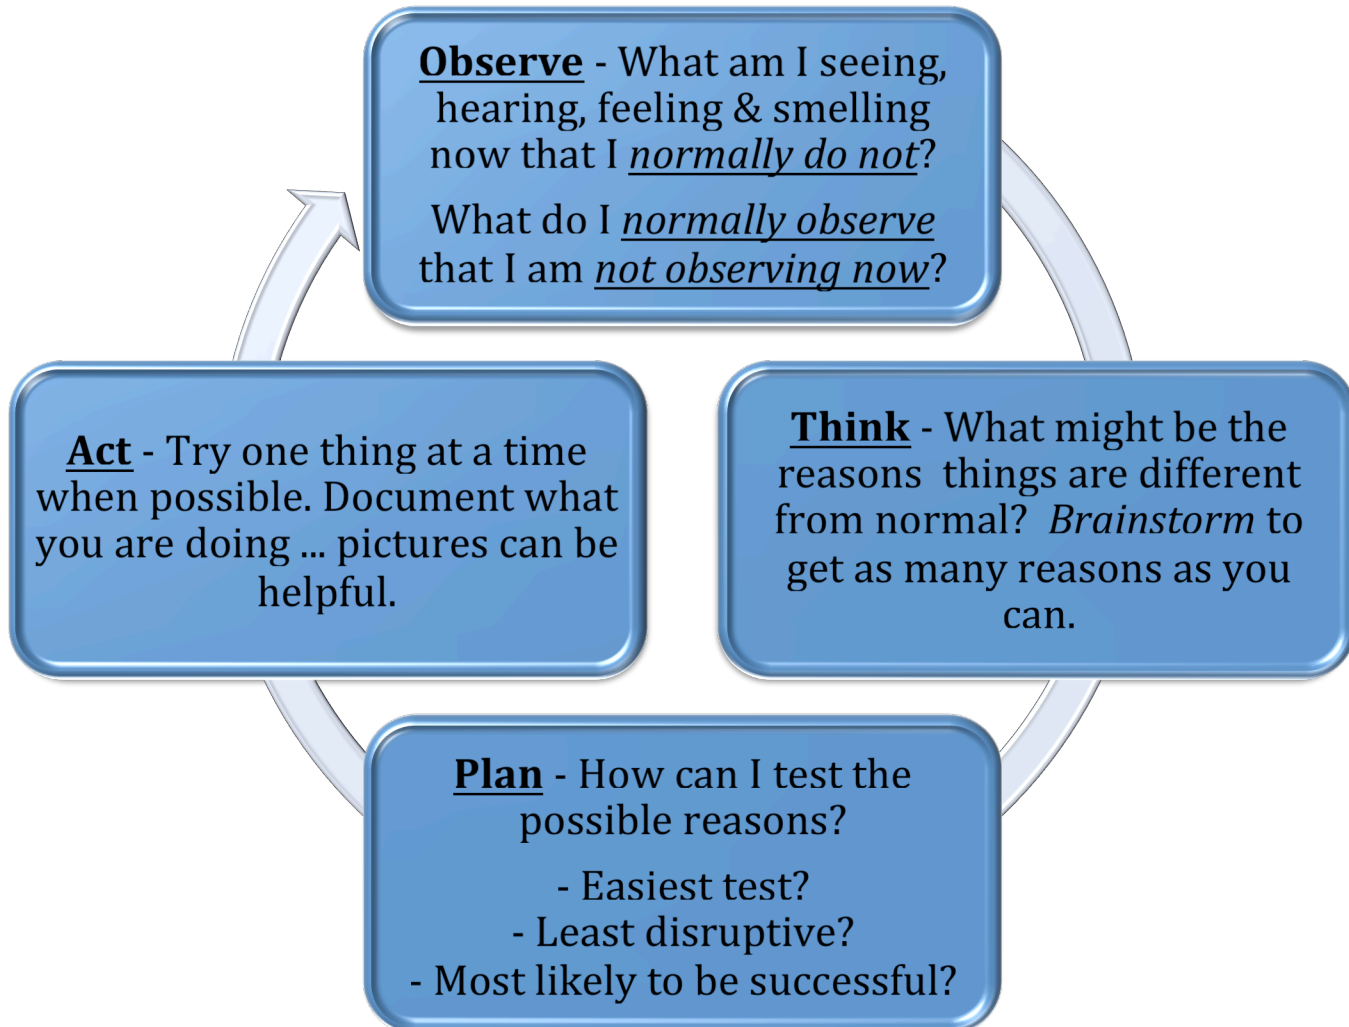 Observe - What am I seeing,
hearing, feeling & smelling
now that I normally do not?
What do I normally observe
that I am not observing now?
Think - What might be the
reasons  things are different
from normal?  Brainstorm to
get as many reasons as you
can.
Plan - How can I test the
possible reasons?
- Easiest test?
- Least disruptive?
- Most likely to be successful?
Act - Try one thing at a time
when possible. Document what
you are doing ... pictures can be
helpful.